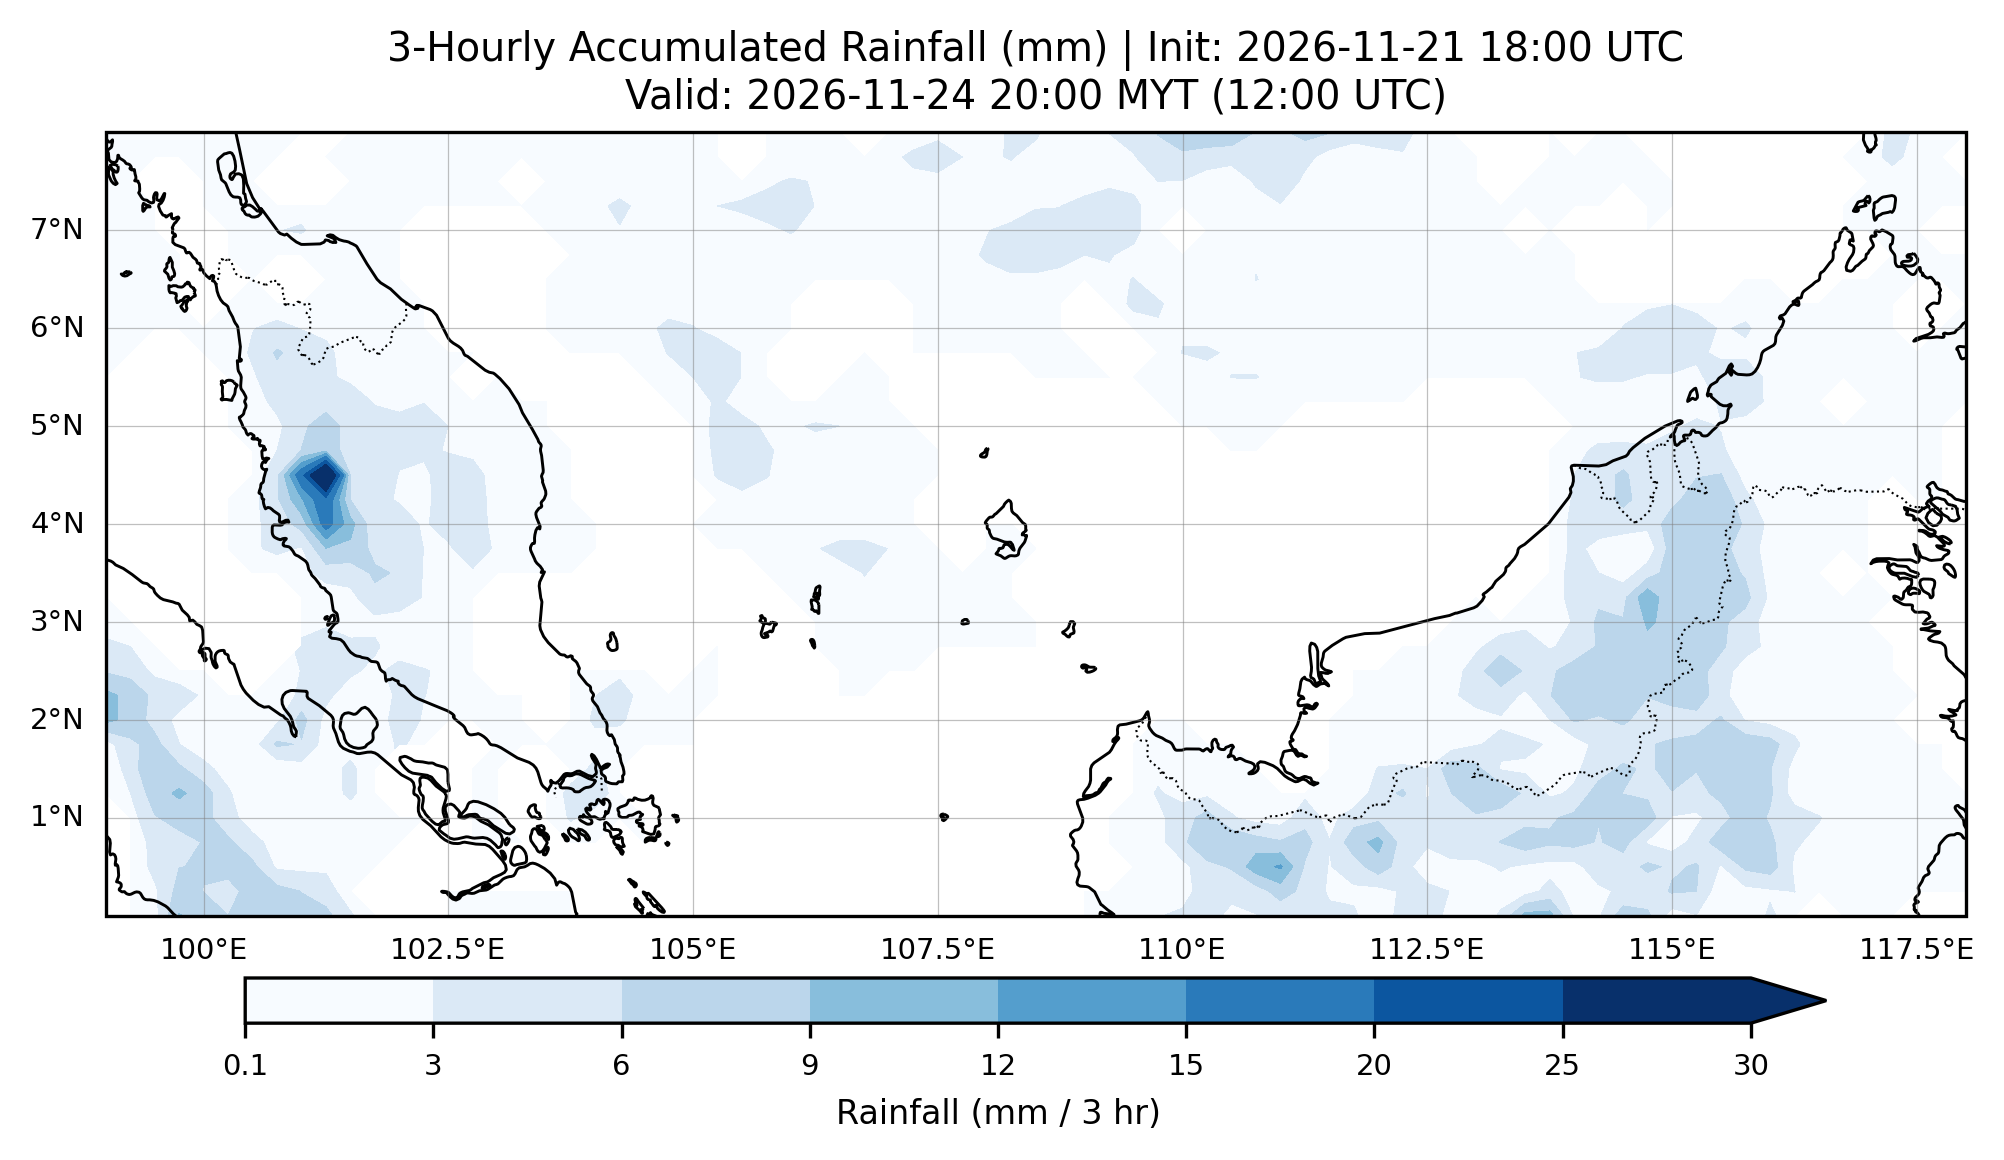 3-Hourly Accumulated Rainfall (mm) | Init: 2026-11-21 18:00 UTC
Valid: 2026-11-24 20:00 MYT (12:00 UTC)
7°N
6°N
5°N
4°N
3°N
2°N
1°N
100°E 102.5°E 105°E 107.5°E 110°E 112.5°E 115°E 117.5°E
0.1 3 6 9 12 15 20 25 30
Rainfall (mm / 3 hr)